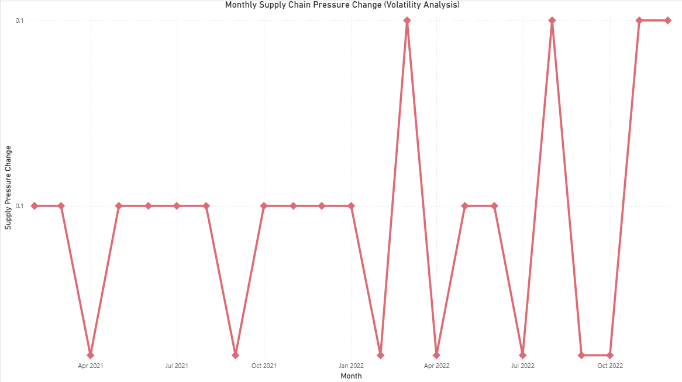 Monthly Supply Chain Pressure Change (Volatility Analysis)
0.1
0.1
Supply Pressure Change
Apr 2021 Jul 2021 Oct 2021 Jan 2022 Apr 2022 Jul 2022 Oct 2022
Month